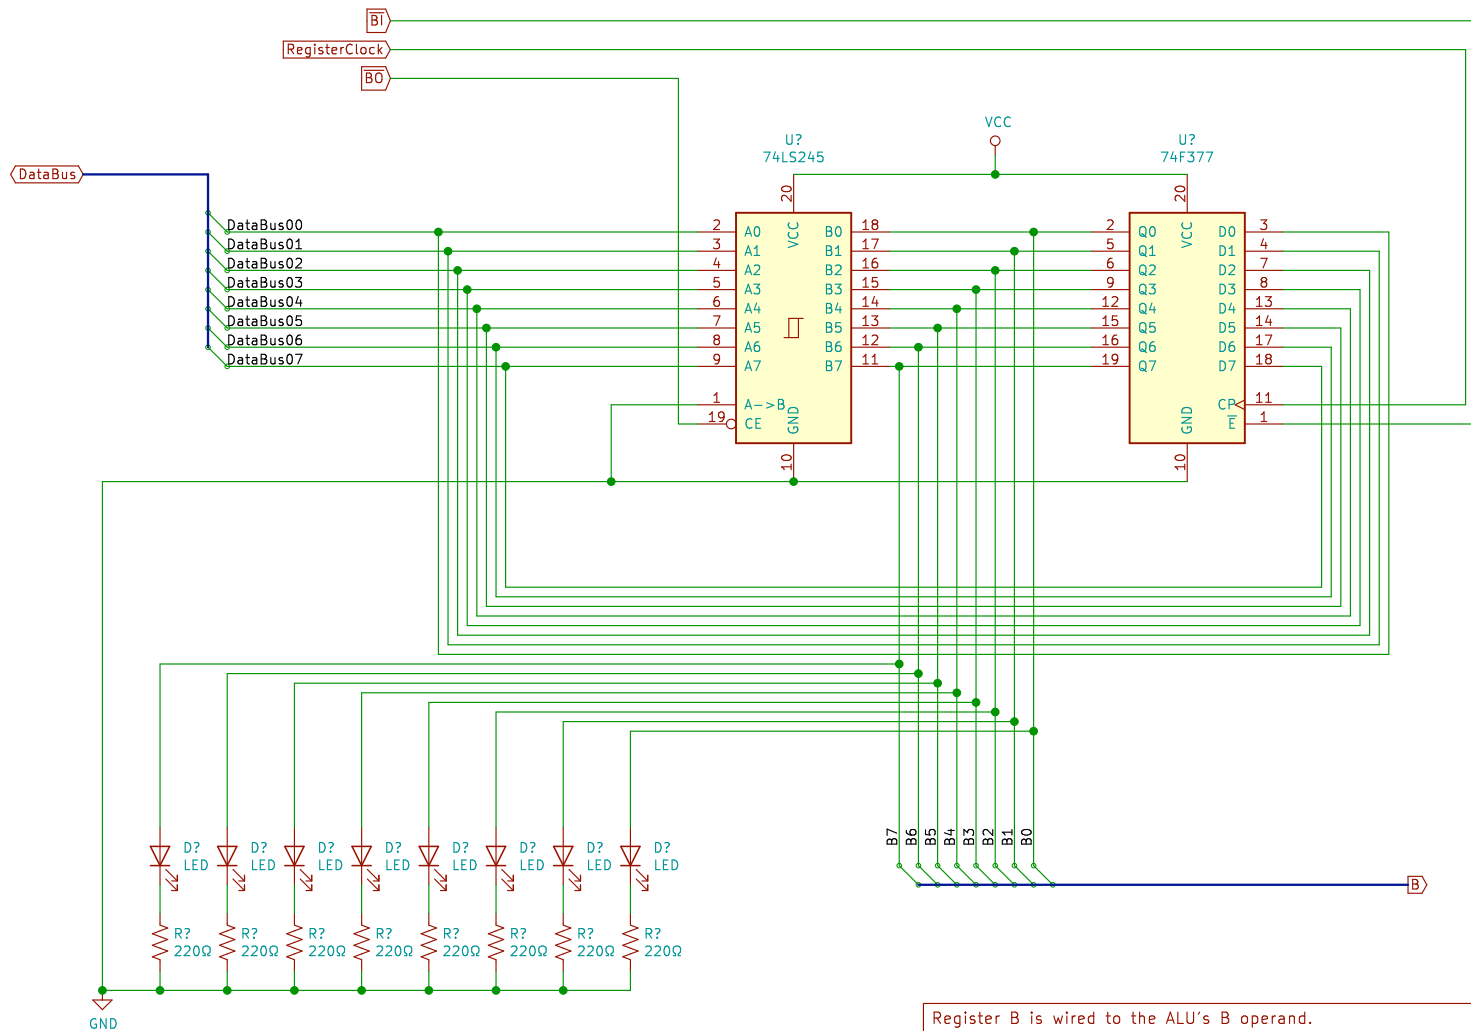 BI
RegisterClock
BO
VCC
U?
74LS245
U?
74F377
DataBus
20
20
DataBus00
DataBus01
DataBus02
DataBus03
DataBus04
DataBus05
DataBus06
DataBus07
2 A0 VCC B0 18
3 A1 B1 17
4 A2 B2 16
5 A3 B3 15
6 A4 B4 14
7 A5 B5 13
8 A6 B6 12
9 A7 B7 11
1 A->B
19 CE GND
10
2 Q0 VCC D0 3
5 Q1 D1 4
6 Q2 D2 7
9 Q3 D3 8
12 Q4 D4 13
15 Q5 D5 14
16 Q6 D6 17
19 Q7 D7 18
CP 11
GND E 1
10
B7 B6 B5 B4 B3 B2 B1 B0
D? D? D? D? D? D? D? D?
LED LED LED LED LED LED LED LED
B
R? R? R? R? R? R? R? R?
220Ω 220Ω 220Ω 220Ω 220Ω 220Ω 220Ω 220Ω
GND
Register B is wired to the ALU's B operand.